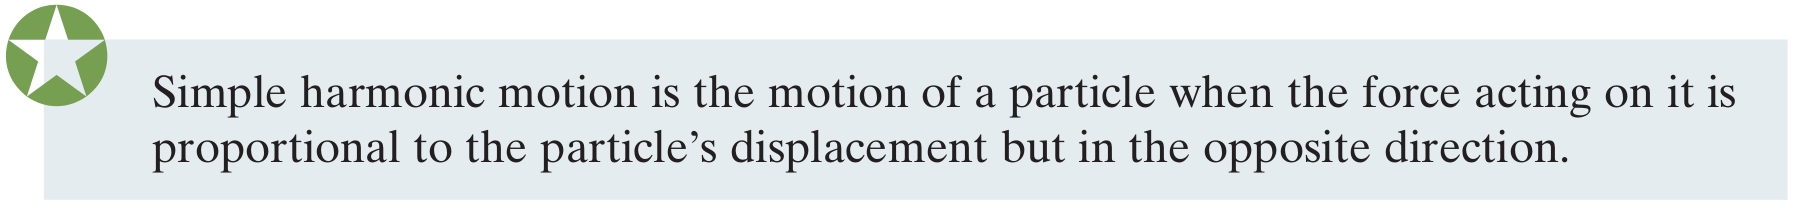 Simple harmonic motion is the motion of a particle when the force acting on it is
proportional to the particle’s displacement but in the opposite direction.